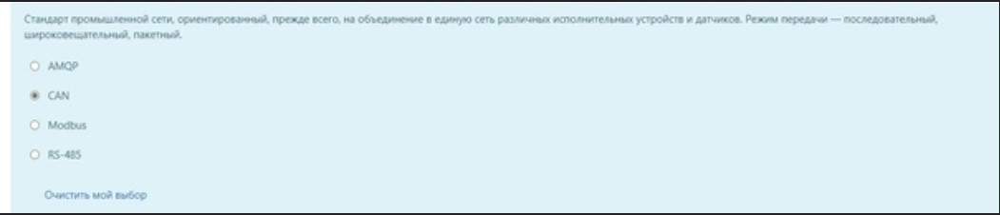 Стандарт промышленной сети, ориентированный, прежде всего, на объединение в единую сеть различных исполнительных устройств и датчиков. Режим передачи — последовательный,
широковещательный, пакетный.
AMQP
CAN
Modbus
RS-485
Очистить мой выбор